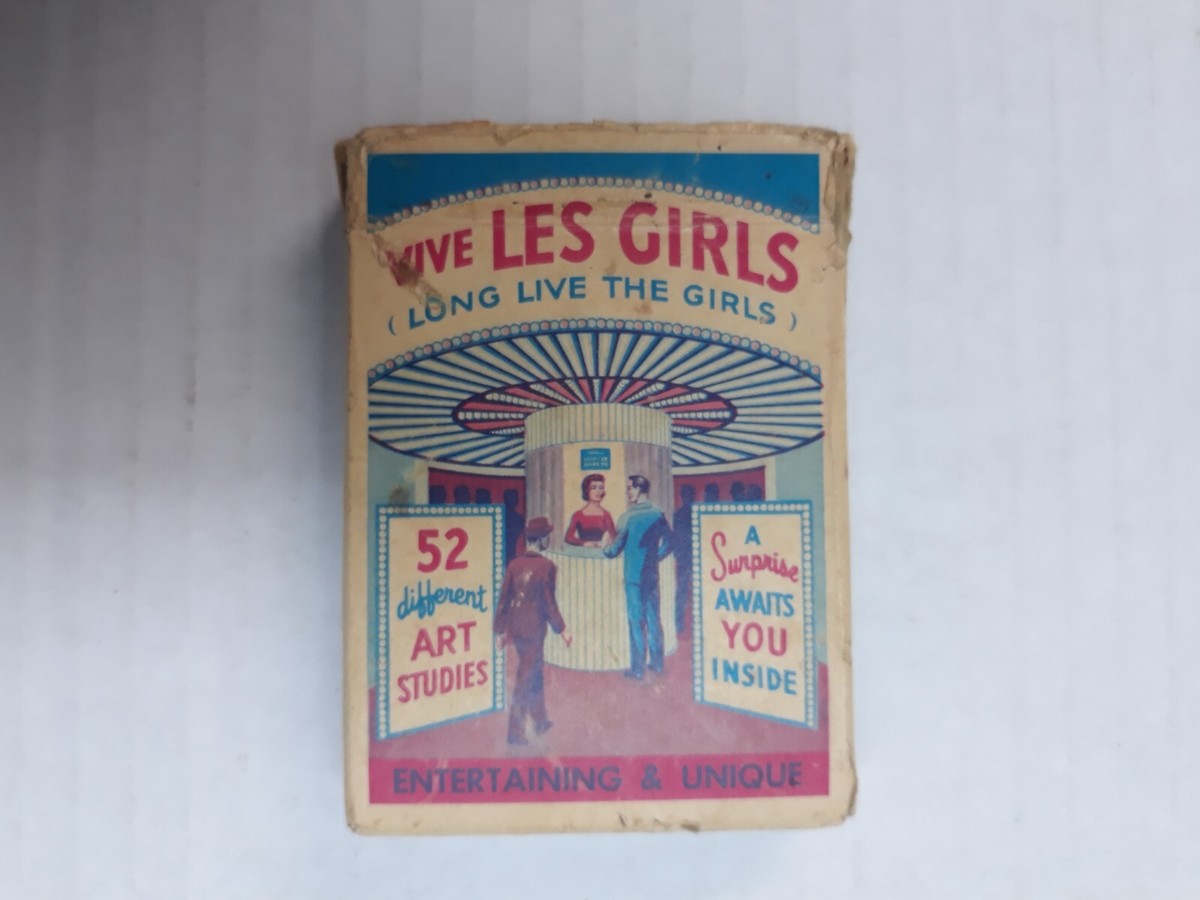 VIVE LES GIRLS
( LONG LIVE THE GIRLS )
52
different
ART
STUDIES
A
Surprise
AWAITS
YOU
INSIDE
ENTERTAINING & UNIQUE